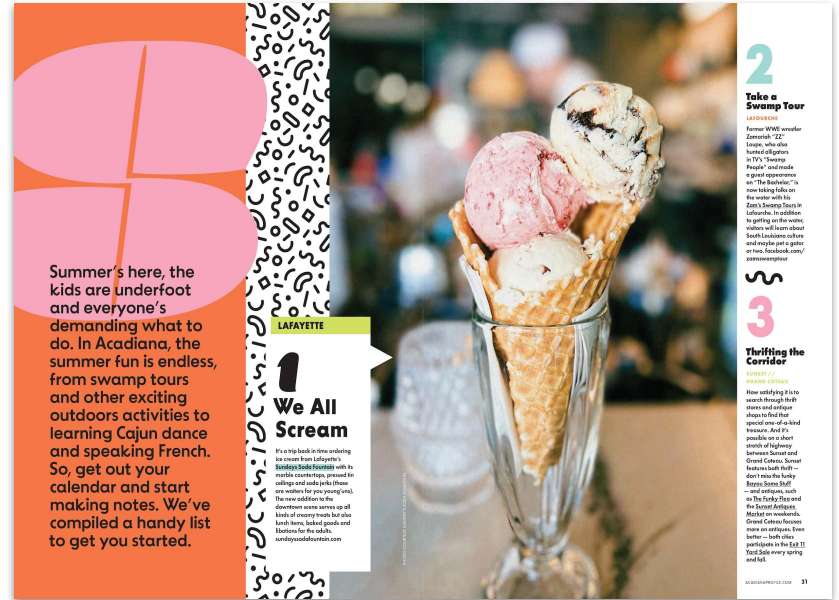 Summer's here, the
kids are underfoot
and everyone's
demanding what to
do. In Acadiana, the
summer fun is endless,
from swamp tours
and other exciting
outdoors activities to
learning Cajun dance
and speaking French.
So, get out your
calendar and start
making notes. We've
compiled a handy list
to get you started.
LAFAYETTE
1
We All
Scream
It's a trip back in time ordering
ice cream from Lafayette's
Sundays Soda Fountain with its
marble countertops, pressed tin
ceilings and soda jerks (those
are waiters for you young'uns).
The new addition to the
downtown scene serves up all
kinds of creamy treats but also
lunch items, baked goods and
libations for the adults.
sundayssodafountain.com
2
Take a
Swamp Tour
LAFOURCHE
Former WWE wrestler
Zamariah "ZZ"
Loupe, who also
hunted alligators
in TV's "Swamp
People" and made
a guest appearance
on "The Bachelor," is
now taking folks on
the water with his
Zam's Swamp Tours in
Lafourche. In addition
to getting on the water,
visitors will learn about
South Louisiana culture
and maybe pet a gator
or two. facebook.com/
zamsswamptour
3
Thrifting the
Corridor
SUNSET //
GRAND COTEAU
How satisfying it is to
search through thrift
stores and antique
shops to find that
special one-of-a-kind
treasure. And it's
possible on a short
stretch of highway
between Sunset and
Grand Coteau. Sunset
features both thrift —
don't miss the funky
Bayou Some Stuff
— and antiques, such
as The Funky Flea and
the Sunset Antiques
Market on weekends.
Grand Coteau focuses
more on antiques. Even
better — both cities
participate in the Exit 11
Yard Sale every spring
and fall.
ACADIANAPROFILE.COM 31